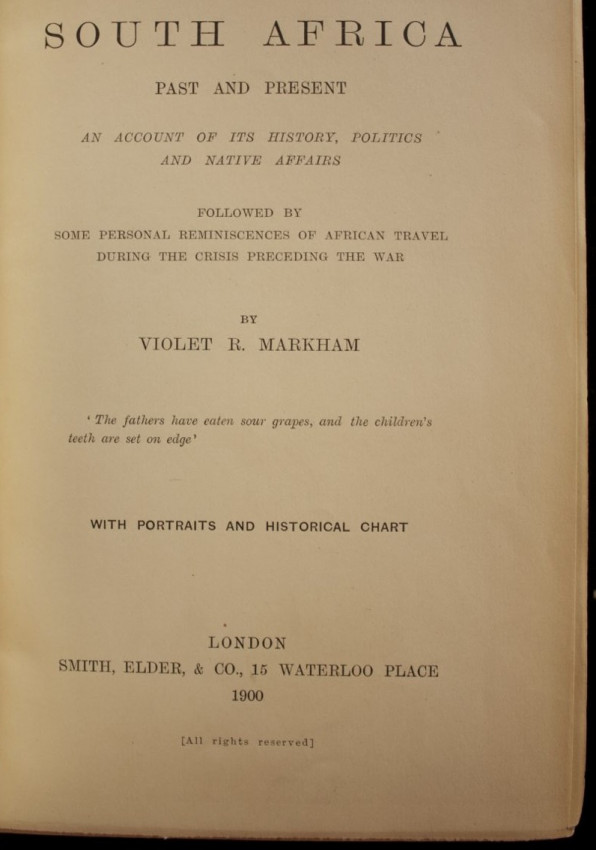 SOUTH AFRICA
PAST AND PRESENT
AN ACCOUNT OF ITS HISTORY, POLITICS
AND NATIVE AFFAIRS
FOLLOWED BY
SOME PERSONAL REMINISCENCES OF AFRICAN TRAVEL
DURING THE CRISIS PRECEDING THE WAR
BY
VIOLET R. MARKHAM
‘ The fathers have eaten sour grapes, and the children’s
teeth are set on edge’
WITH PORTRAITS AND HISTORICAL CHART
LONDON
SMITH, ELDER, & CO., 15 WATERLOO PLACE
1900
[All rights reserved]